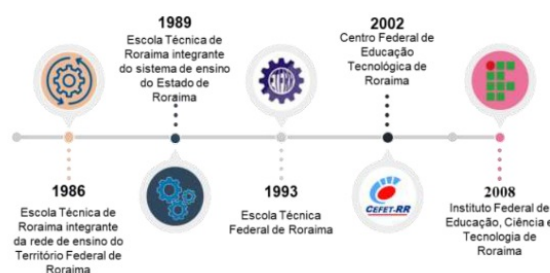 1989
Escola Técnica de
Roraima integrante
do sistema de ensino
do Estado de
Roraima
2002
Centro Federal de
Educação
Tecnológica de
Roraima
1986
Escola Técnica de
Roraima integrante
da rede de ensino do
Território Federal de
Roraima
1993
Escola Técnica
Federal de Roraima
CEFET-RR
2008
Instituto Federal de
Educação, Ciência e
Tecnologia de
Roraima